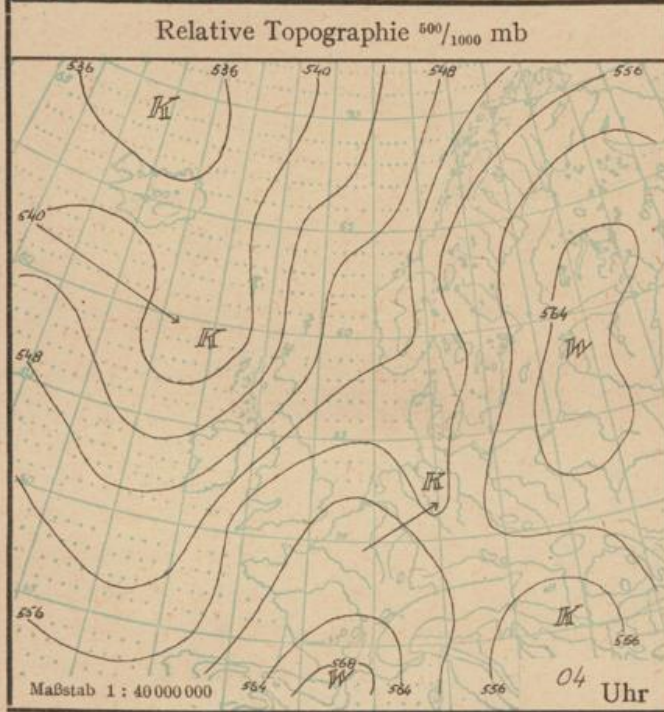 Relative Topographie 500/1000 mb
536 536 540 548 556
K
540
564
K W
548
K
556 K 556
568
Maßstab 1 : 40 000 000 564 W 564 556 04 Uhr